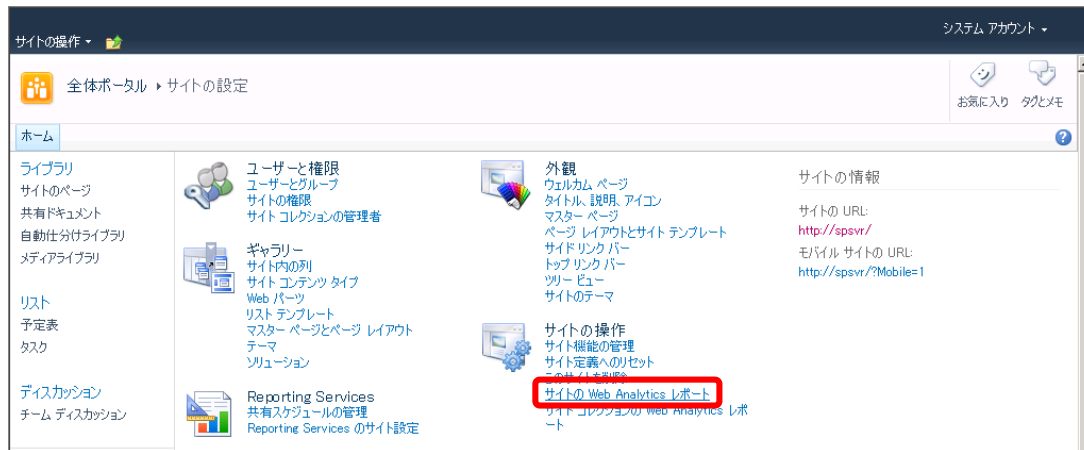 システム アカウント
サイトの操作
全体ポータル ▸ サイトの設定
お気に入り
タグとメモ
ホーム
ライブラリ
サイトのページ
共有ドキュメント
自動仕分けライブラリ
メディアライブラリ
リスト
予定表
タスク
ディスカッション
チーム ディスカッション
ユーザーと権限
ユーザーとグループ
サイトの権限
サイト コレクションの管理者
ギャラリー
サイト内の列
サイト コンテンツ タイプ
Web パーツ
リスト テンプレート
マスター ページとページ レイアウト
テーマ
ソリューション
Reporting Services
共有スケジュールの管理
Reporting Services のサイト設定
外観
ウェルカム ページ
タイトル、説明、アイコン
マスター ページ
ページ レイアウトとサイト テンプレート
サイド リンク バー
トップ リンク バー
ツリー ビュー
サイトのテーマ
サイトの操作
サイト機能の管理
サイト定義へのリセット
このサイトを削除
サイトの Web Analytics レポート
サイト コレクションの Web Analytics レポ
ート
サイトの情報
サイトの URL:
http://spsvr/
モバイル サイトの URL:
http://spsvr/?Mobile=1